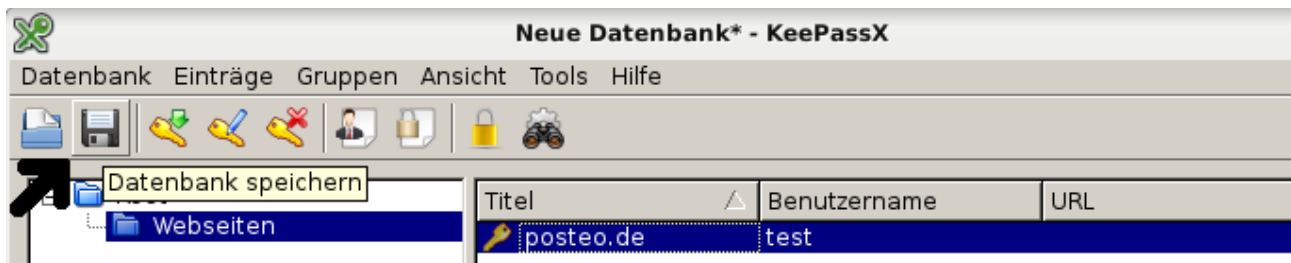 Neue Datenbank* - KeePassX
Datenbank Einträge Gruppen Ansicht Tools Hilfe
Datenbank speichern
Titel Benutzername URL
Webseiten
posteo.de test